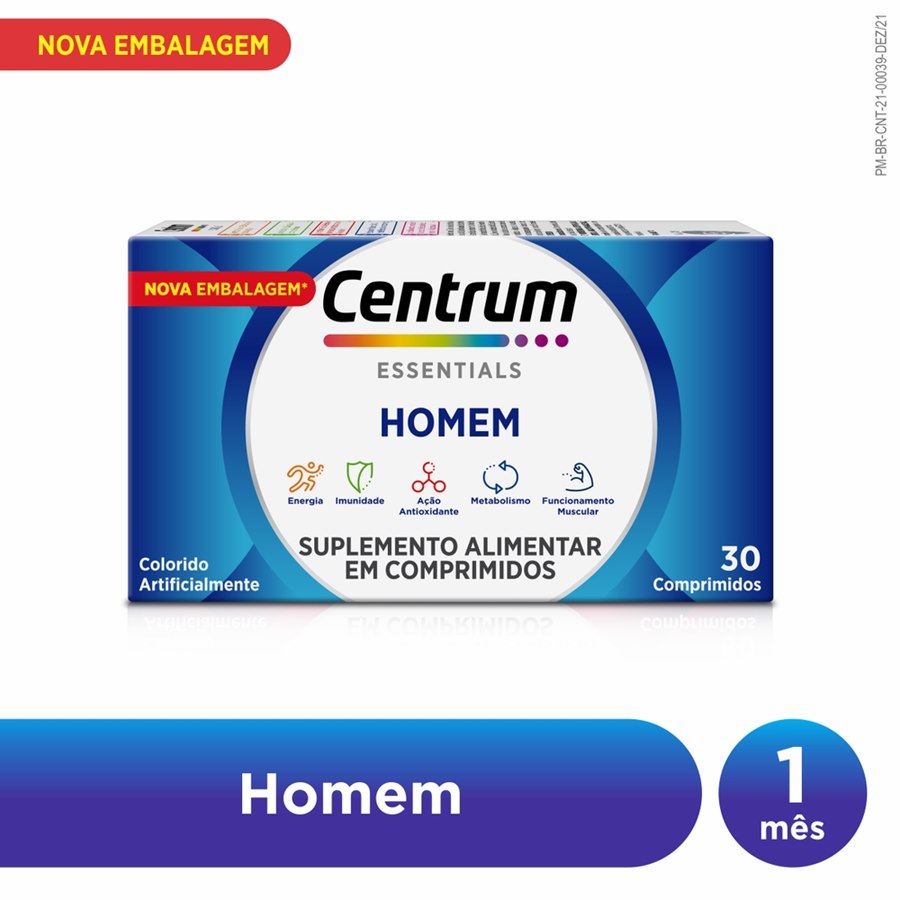 NOVA EMBALAGEM
PM-BR-CNT-21-00039-DEZ/21
NOVA EMBALAGEM*
Centrum
ESSENTIALS
HOMEM
Energia
Imunidade
Ação
Antioxidante
Metabolismo
Funcionamento
Muscular
SUPLEMENTO ALIMENTAR
EM COMPRIMIDOS
Colorido
Artificialmente
30
Comprimidos
Homem
1
mês